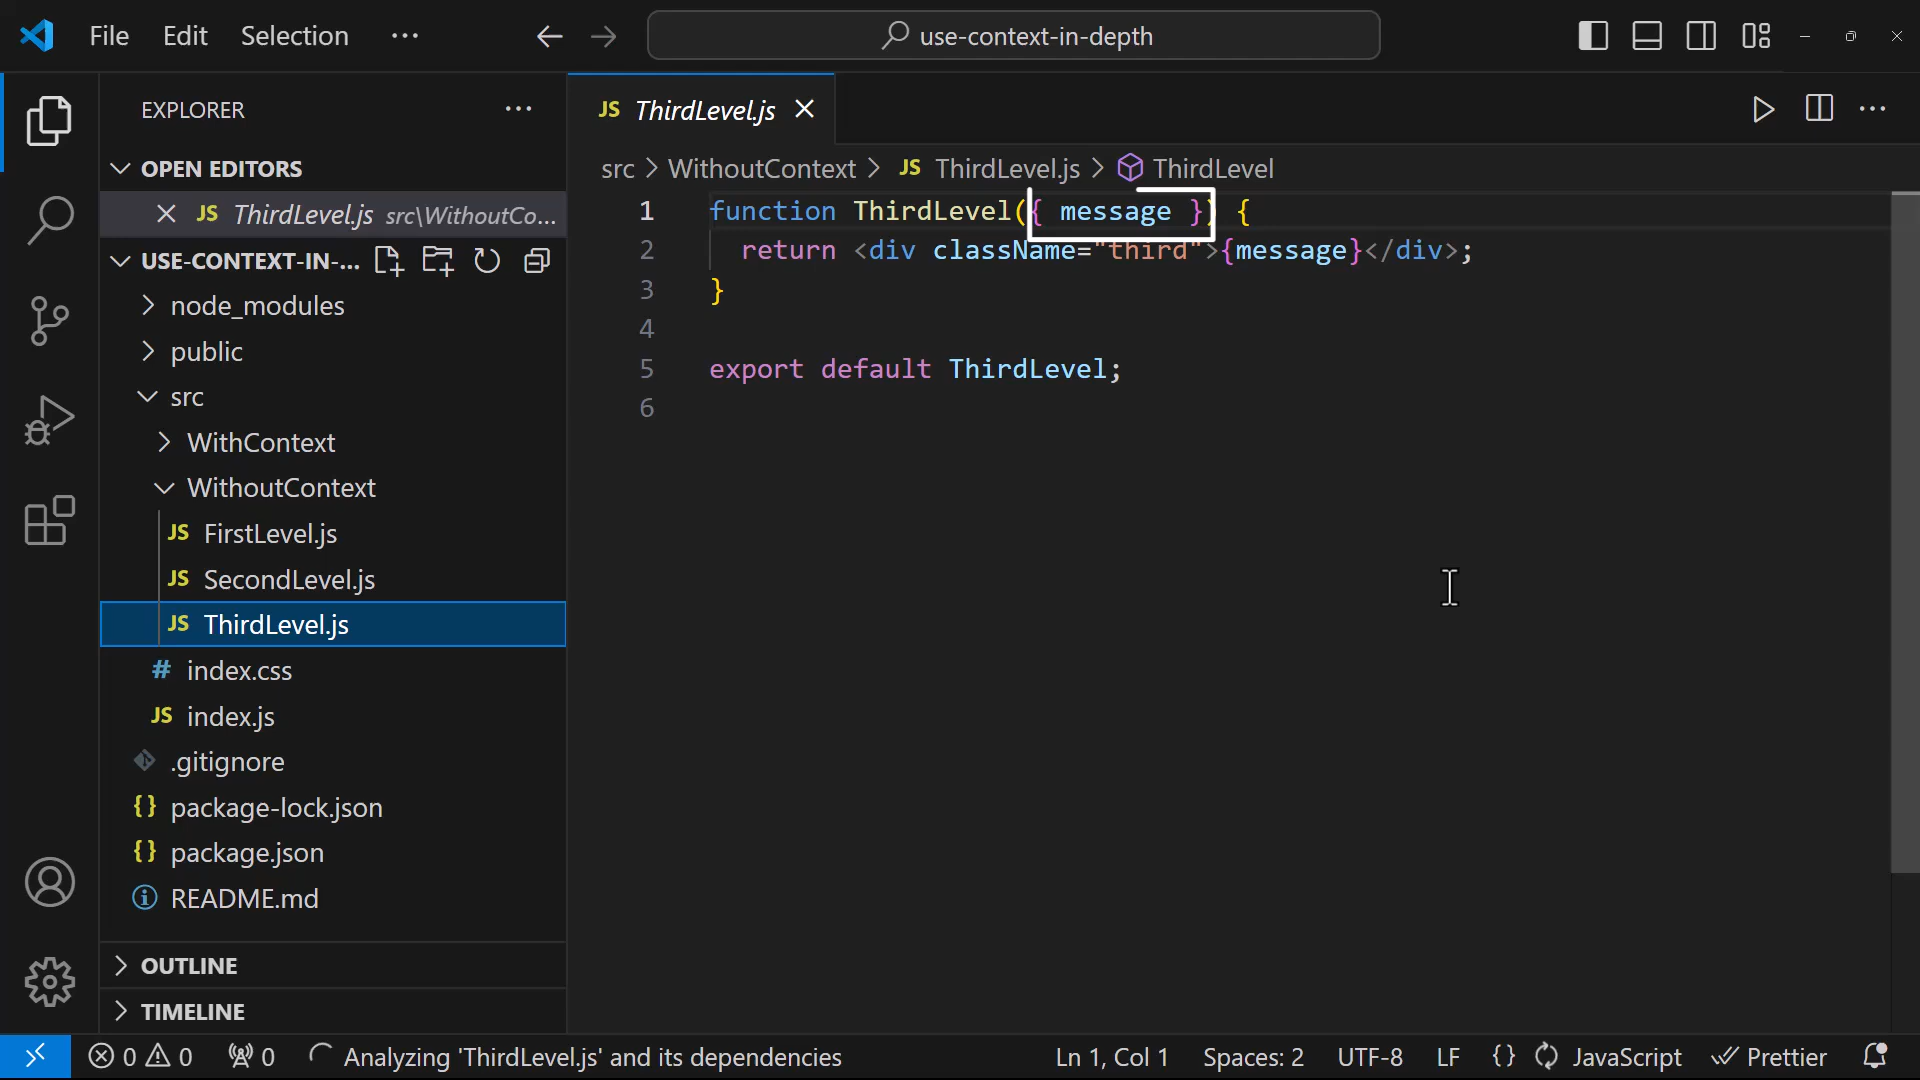 File Edit Selection ···
use-context-in-depth
EXPLORER ···
OPEN EDITORS
JS ThirdLevel.js src\WithoutCo...
USE-CONTEXT-IN-...
node_modules
public
src
WithContext
WithoutContext
JS FirstLevel.js
JS SecondLevel.js
JS ThirdLevel.js
# index.css
JS index.js
.gitignore
{} package-lock.json
{} package.json
README.md
OUTLINE
TIMELINE
JS ThirdLevel.js
src > WithoutContext > JS ThirdLevel.js > ThirdLevel
1 function ThirdLevel({ message }) {
2 return <div className="third">{message}</div>;
3 }
4
5 export default ThirdLevel;
6
0 0 0 Analyzing 'ThirdLevel.js' and its dependencies Ln 1, Col 1 Spaces: 2 UTF-8 LF {} JavaScript Prettier